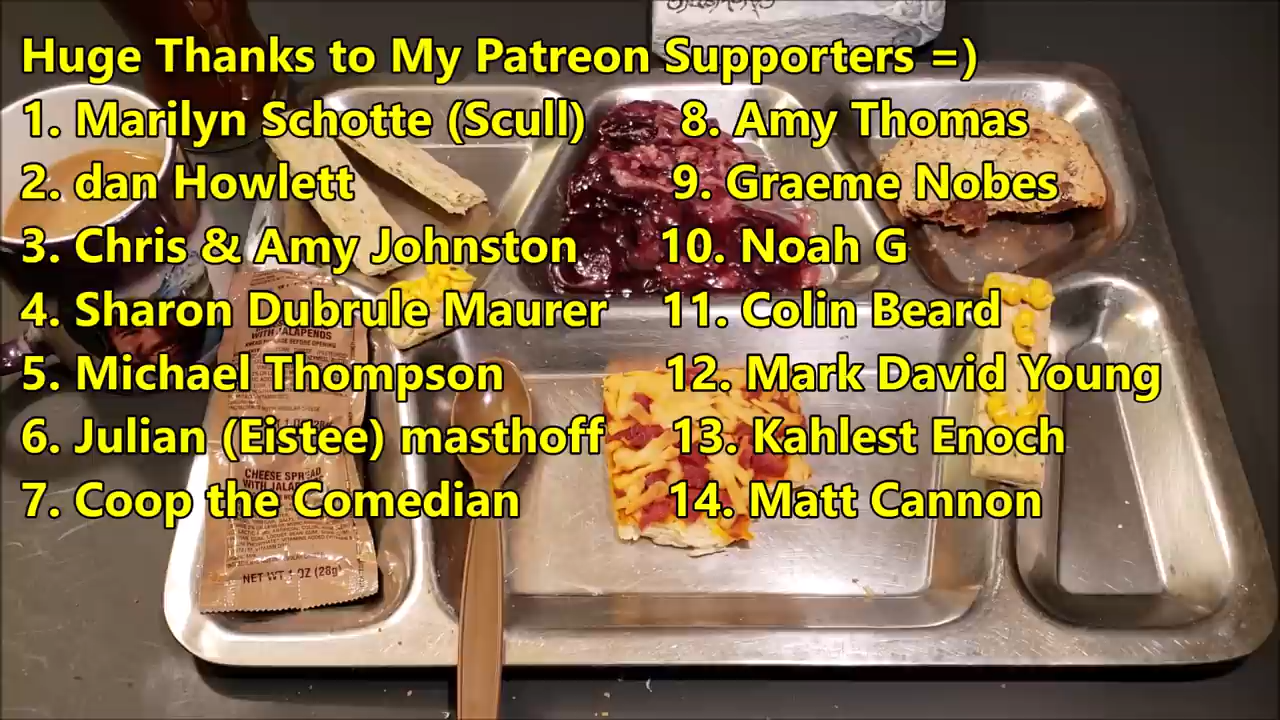 Huge Thanks to My Patreon Supporters =)
1. Marilyn Schotte (Scull)
2. dan Howlett
3. Chris & Amy Johnston
4. Sharon Dubrule Maurer
5. Michael Thompson
6. Julian (Eistee) masthoff
7. Coop the Comedian
8. Amy Thomas
9. Graeme Nobes
10. Noah G
11. Colin Beard
12. Mark David Young
13. Kahlest Enoch
14. Matt Cannon
WITH JALAPENOS
CHEESE SPREAD
WITH
NET WT 1 OZ (28g)